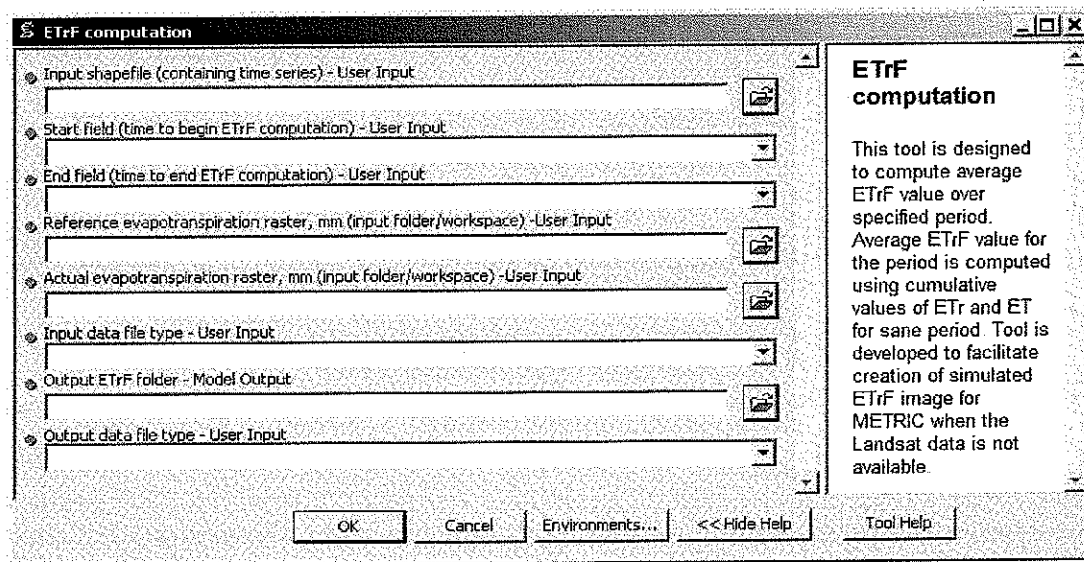 ETrF computation
Input shapefile (containing time series) - User Input
Start field (time to begin ETrF computation) - User Input
End field (time to end ETrF computation) - User Input
Reference evapotranspiration raster, mm (input folder/workspace) -User Input
Actual evapotranspiration raster, mm (input folder/workspace) -User Input
Input data file type - User Input
Output ETrF folder - Model Output
Output data file type - User Input
ETrF
computation
This tool is designed
to compute average
ETrF value over
specified period.
Average ETrF value for
the period is computed
using cumulative
values of ETr and ET
for sane period. Tool is
developed to facilitate
creation of simulated
ETrF image for
METRIC when the
Landsat data is not
available.
OK
Cancel
Environments...
<< Hide Help
Tool Help